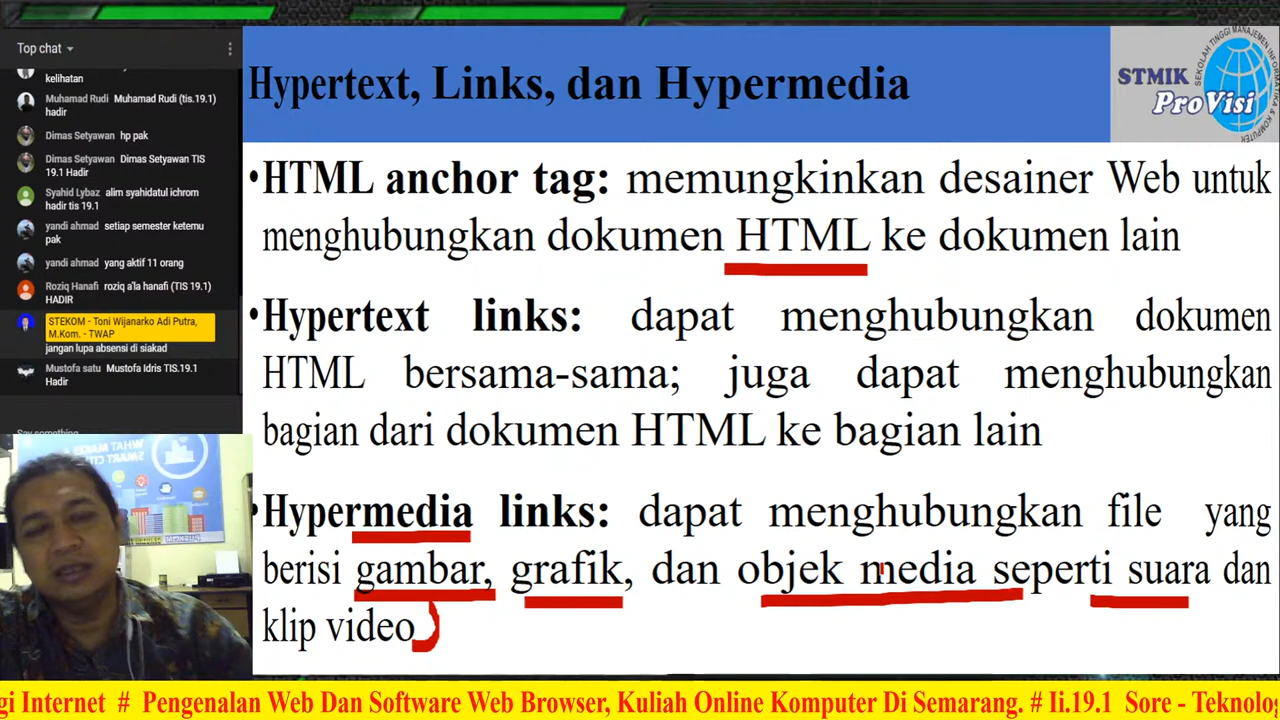 Top chat
kelihatan
Muhamad Rudi Muhamad Rudi (tis.19.1)
hadir
Dimas Setyawan hp pak
Dimas Setyawan Dimas Setyawan TIS
19.1 Hadir
Syahid Lybaz alim syahidatul ichrom
hadir tis 19.1
yandi ahmad setiap semester ketemu
pak
yandi ahmad yang aktif 11 orang
Roziq Hanafi roziq a'la hanafi (TIS 19.1)
HADIR
STEKOM - Toni Wijanarko Adi Putra,
M.Kom. - TWAP
jangan lupa absensi di siakad
Mustofa satu Mustofa Idris TIS.19.1
Hadir
Say something
Hypertext, Links, dan Hypermedia
SEKOLAH TINGGI MANAJEMEN INFORMATIKA & KOMPUTER
STMIK
ProVisi
•HTML anchor tag: memungkinkan desainer Web untuk
menghubungkan dokumen HTML ke dokumen lain
•Hypertext links: dapat menghubungkan dokumen
HTML bersama-sama; juga dapat menghubungkan
bagian dari dokumen HTML ke bagian lain
•Hypermedia links: dapat menghubungkan file yang
berisi gambar, grafik, dan objek media seperti suara dan
klip video
gi Internet # Pengenalan Web Dan Software Web Browser, Kuliah Online Komputer Di Semarang. # Ii.19.1 Sore - Teknolo